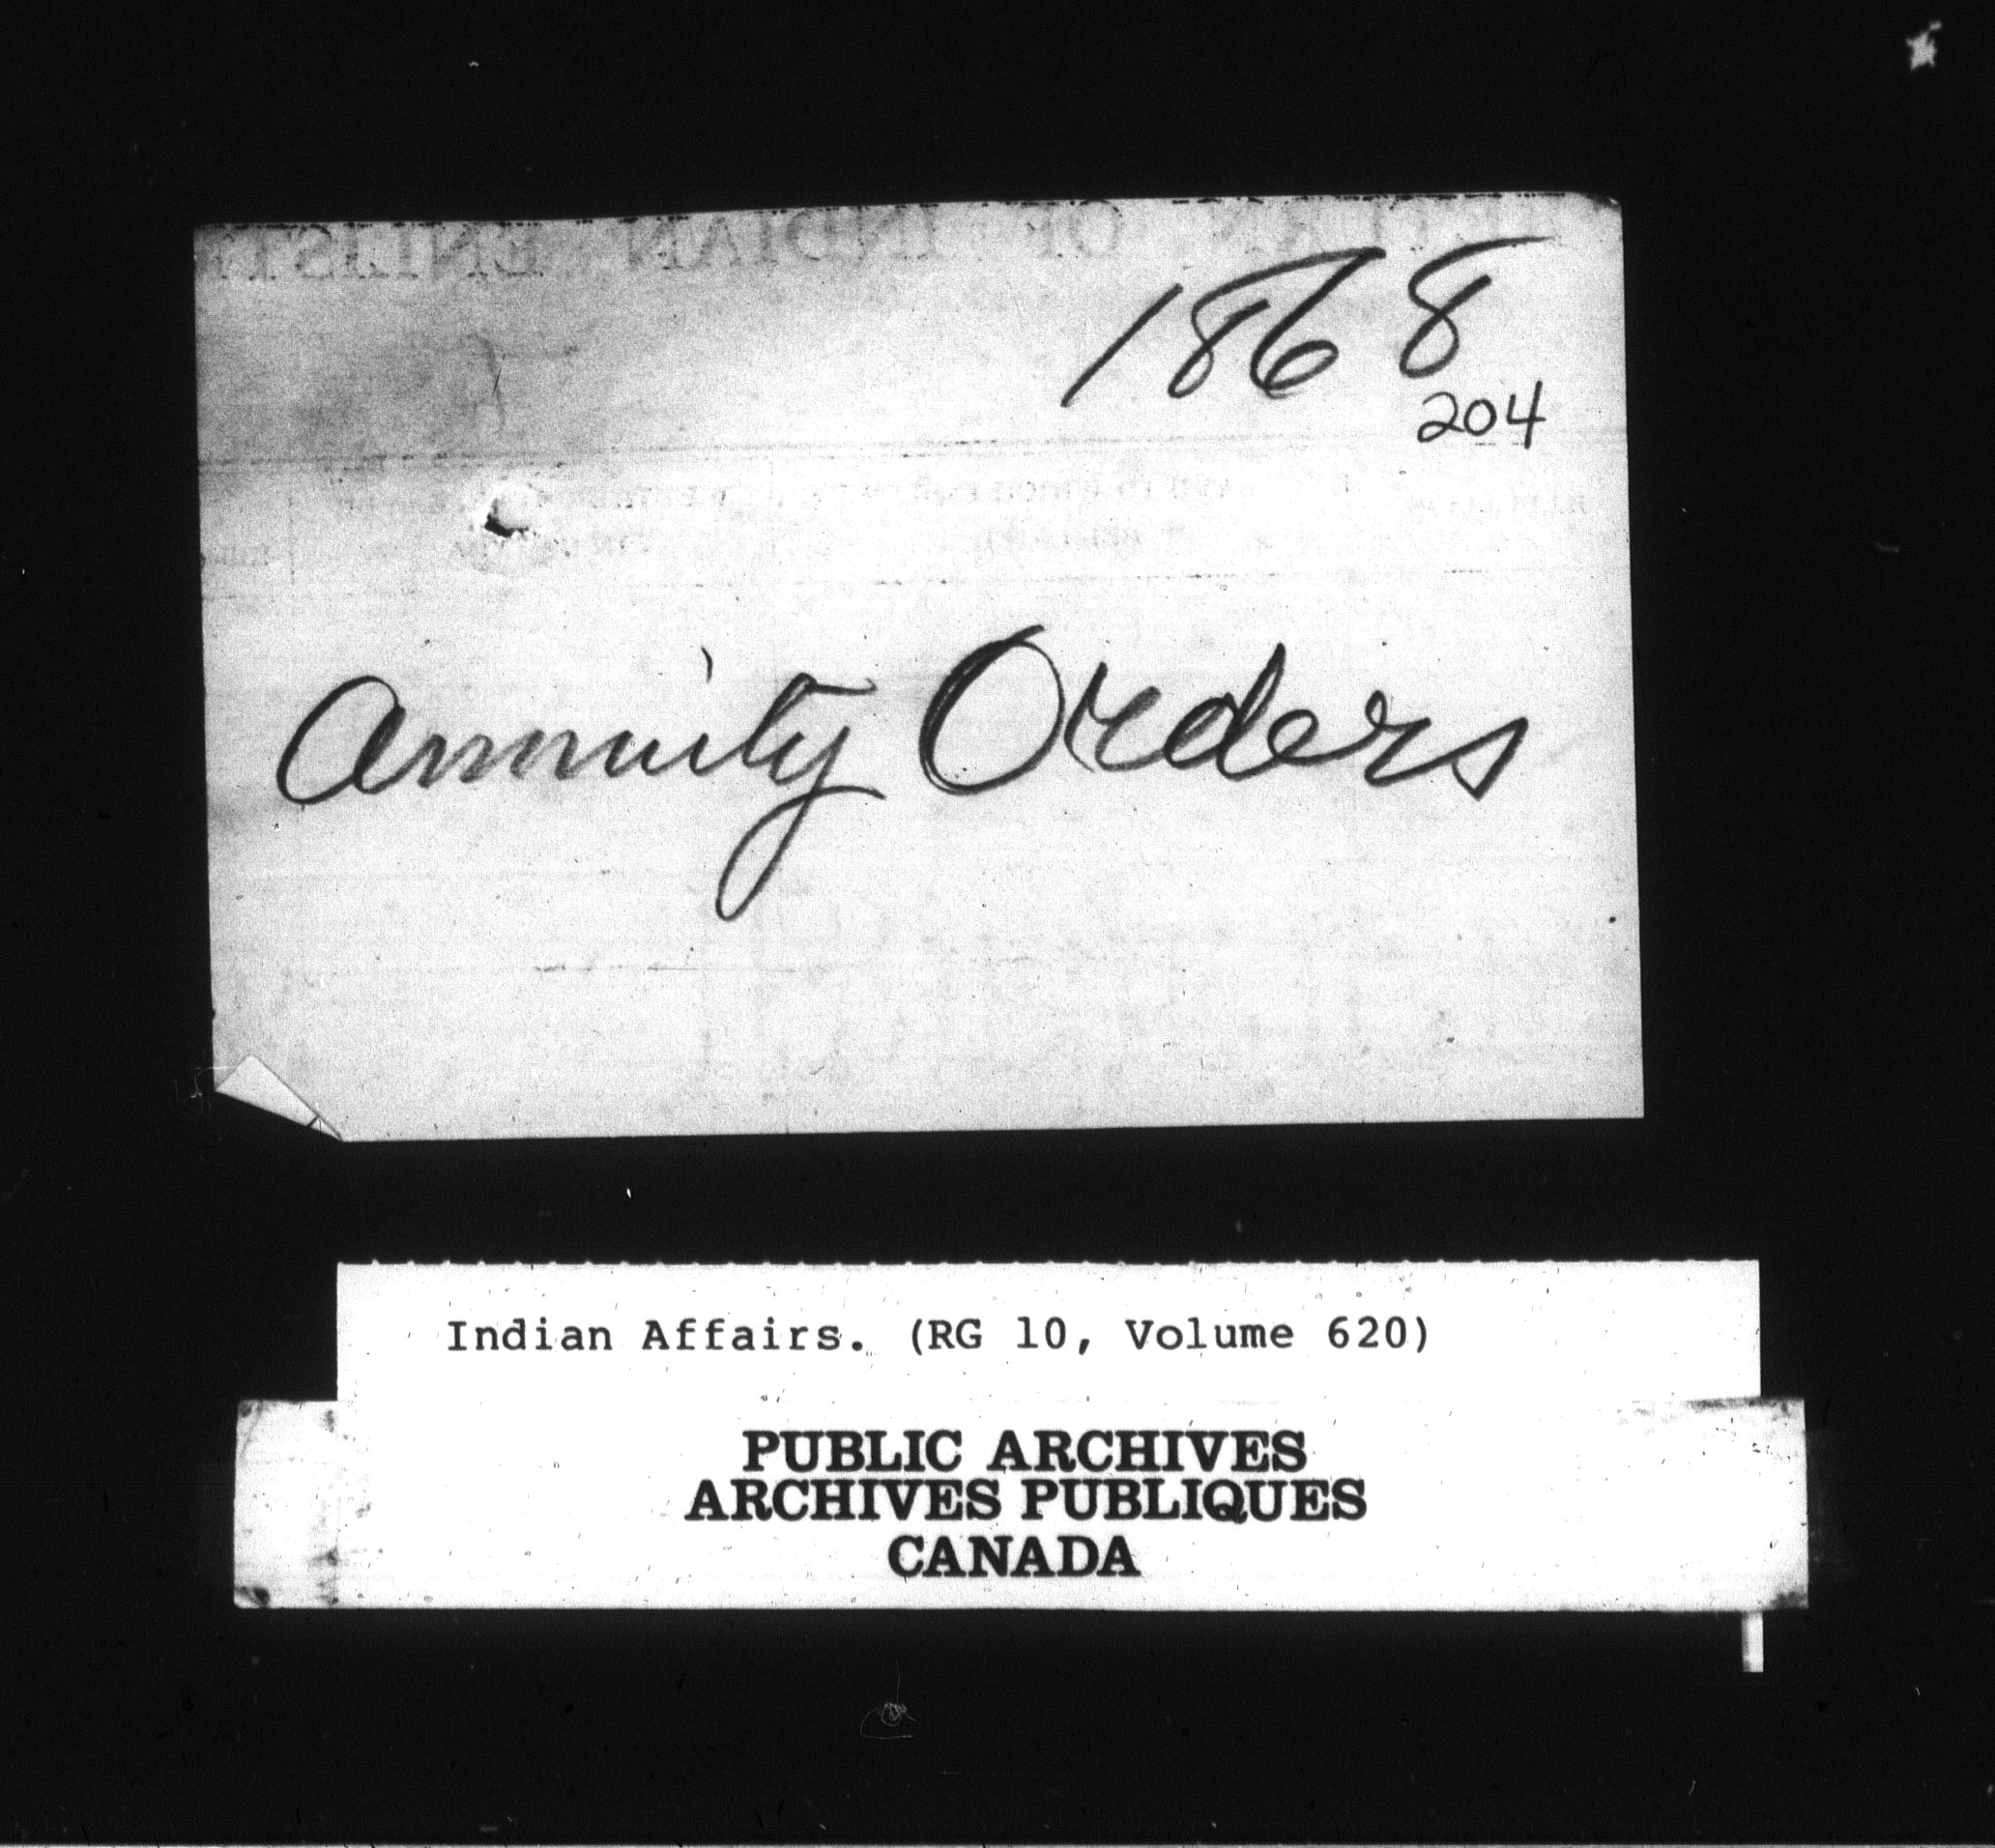 1868
204
Annuity Orders
Indian Affairs. (RG 10, Volume 620)
PUBLIC ARCHIVES
ARCHIVES PUBLIQUES
CANADA